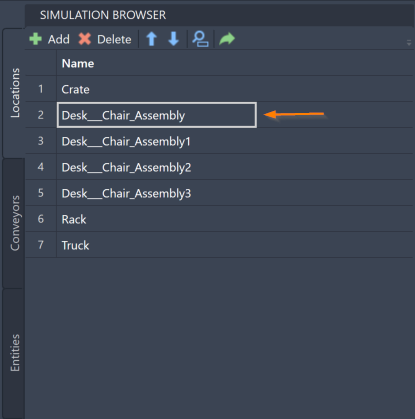 SIMULATION BROWSER
Add Delete
Name
1 Crate
2 Desk___Chair_Assembly
3 Desk___Chair_Assembly1
4 Desk___Chair_Assembly2
5 Desk___Chair_Assembly3
6 Rack
7 Truck
Locations
Conveyors
Entities